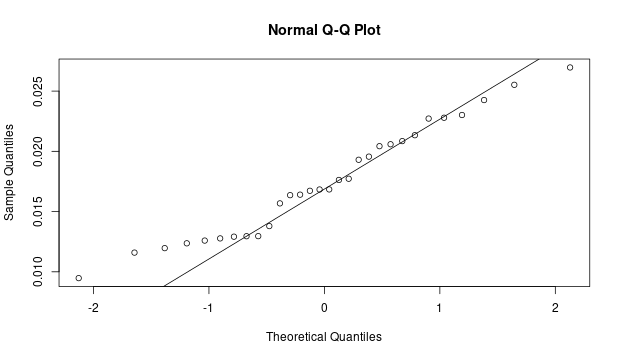 Normal Q-Q Plot
Sample Quantiles
0.025
0.020
0.015
0.010
-2 -1 0 1 2
Theoretical Quantiles